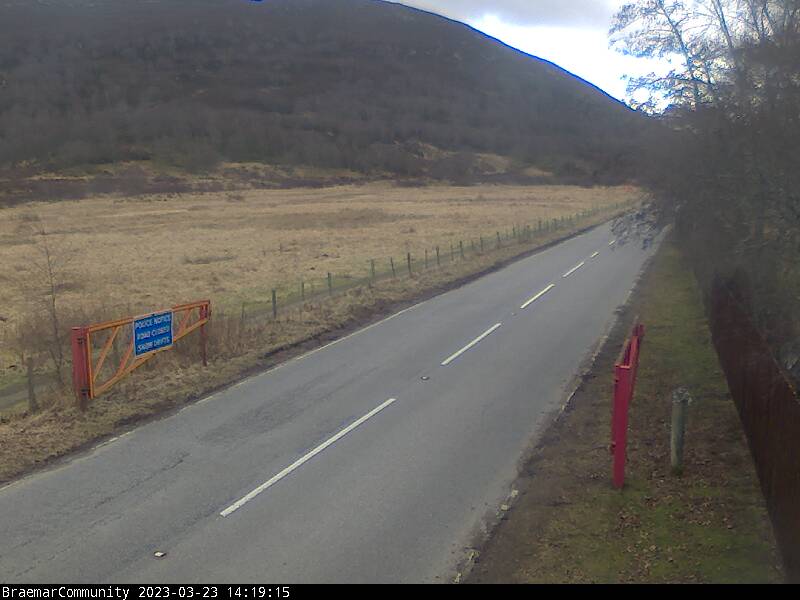 POLICE NOTICE
ROAD CLOSED
SNOW DRIFTS
BraemarCommunity 2023-03-23 14:19:15